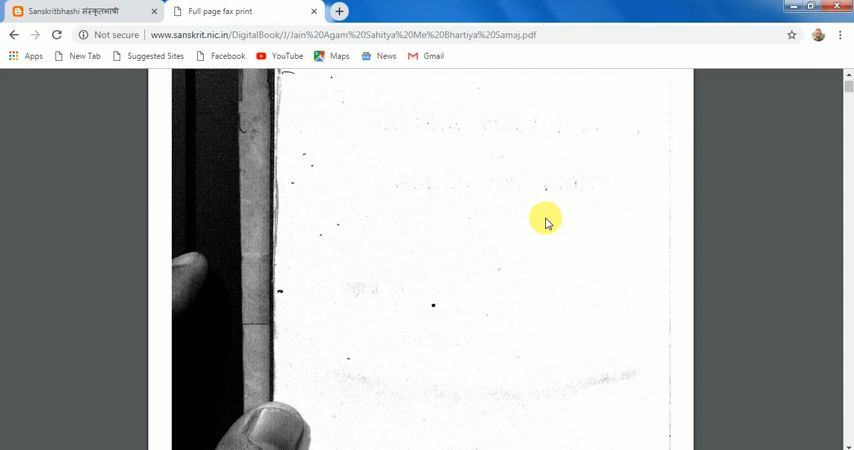 Sanskritbhashi संस्कृतभाषी
Full page fax print
Not secure | www.sanskrit.nic.in/DigitalBook/J/Jain%20Agam%20Sahitya%20Me%20Bhartiya%20Samaj.pdf
Apps New Tab Suggested Sites Facebook YouTube Maps News Gmail